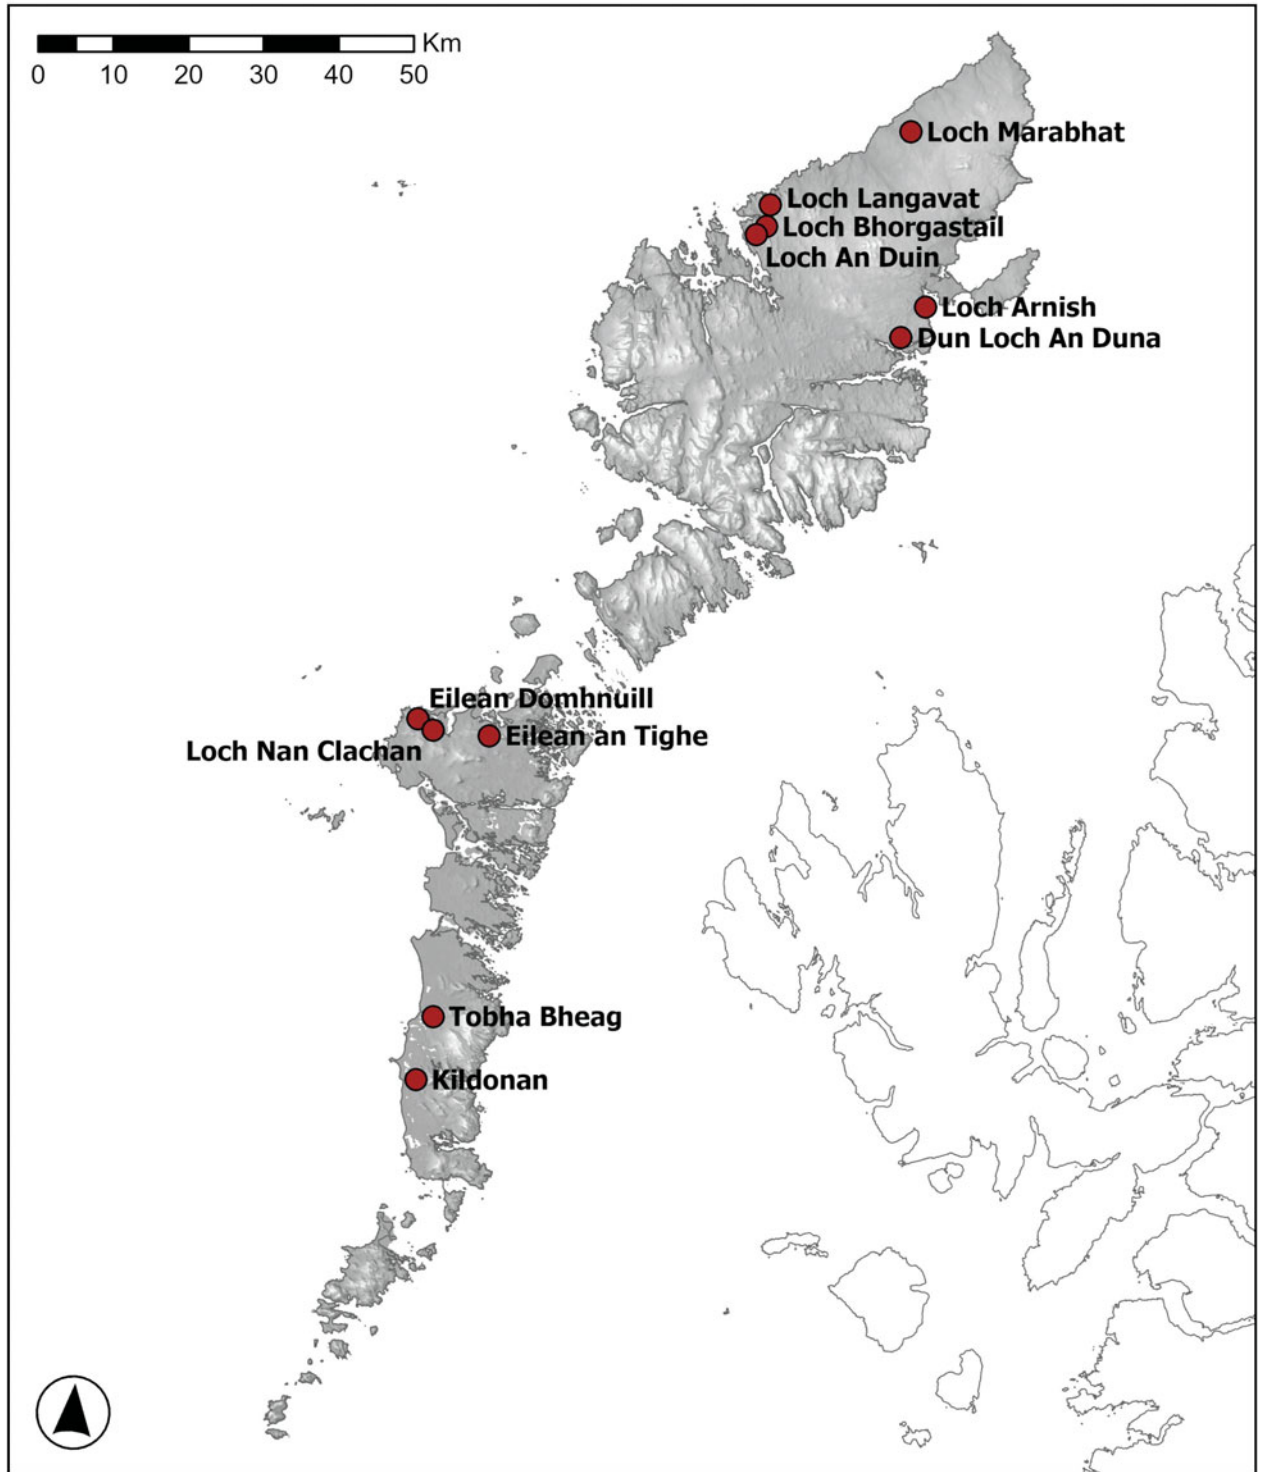 Km
0 10 20 30 40 50
Loch Marabhat
Loch Langavat
Loch Bhorgastail
Loch An Duin
Loch Arnish
Dun Loch An Duna
Eilean Domhnuill
Eilean an Tighe
Loch Nan Clachan
Tobha Bheag
Kildonan